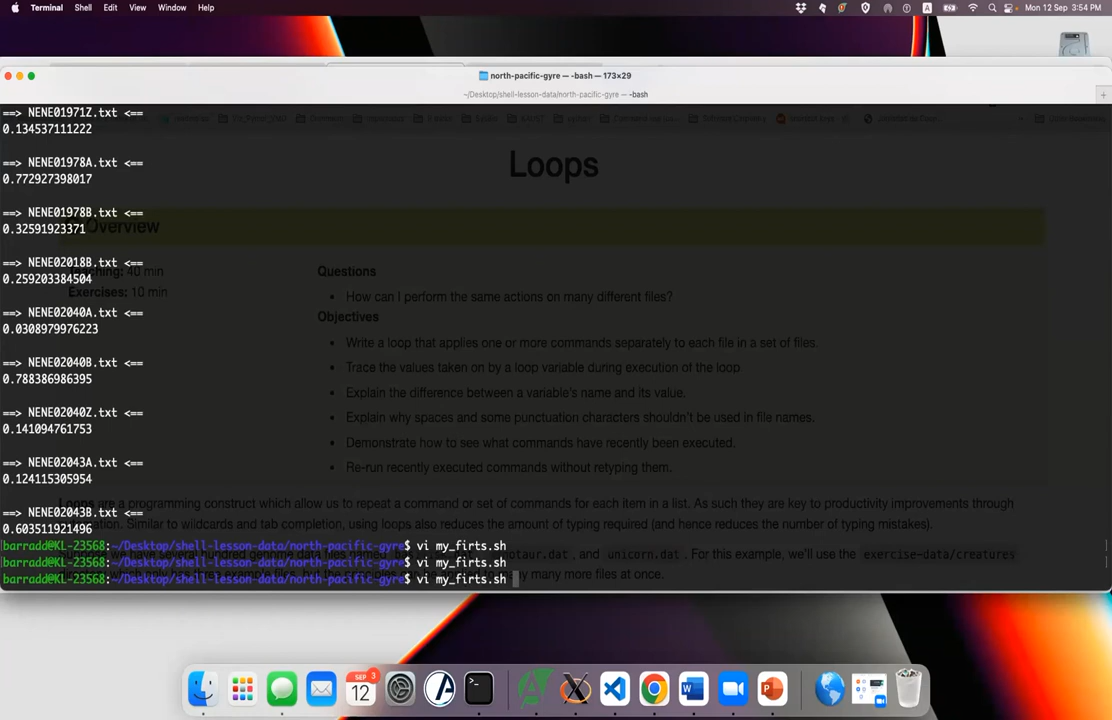 Terminal Shell Edit View Window Help
A Mon 12 Sep 3:54 PM
north-pacific-gyre — -bash — 173×29
~/Desktop/shell-lesson-data/north-pacific-gyre — -bash
+
==> NENE01971Z.txt <==
0.134537111222
==> NENE01978A.txt <==
0.772927398017
==> NENE01978B.txt <==
0.32591923371
==> NENE02018B.txt <==
0.259203384504
==> NENE02040A.txt <==
0.0308979976223
==> NENE02040B.txt <==
0.788386986395
==> NENE02040Z.txt <==
0.141094761753
==> NENE02043A.txt <==
0.124115305954
==> NENE02043B.txt <==
0.603511921496
barradd@KL-23568:~/Desktop/shell-lesson-data/north-pacific-gyre$ vi my_firts.sh
barradd@KL-23568:~/Desktop/shell-lesson-data/north-pacific-gyre$ vi my_firts.sh
barradd@KL-23568:~/Desktop/shell-lesson-data/north-pacific-gyre$ vi my_firts.sh
Loops
Overview
Teaching: 40 min
Exercises: 10 min
Questions
• How can I perform the same actions on many different files?
Objectives
• Write a loop that applies one or more commands separately to each file in a set of files.
• Trace the values taken on by a loop variable during execution of the loop
• Explain the difference between a variable's name and its value.
• Explain why spaces and some punctuation characters shouldn't be used in file names.
• Demonstrate how to see what commands have recently been executed.
• Re-run recently executed commands without retyping them.
Loops are a programming construct which allow us to repeat a command or set of commands for each item in a list. As such they are key to productivity improvements through
Similar to wildcards and tab completion, using loops also reduces the amount of typing required (and hence reduces the number of typing mistakes).
and unicorn.dat . For this example, we'll use the exercise-data/creatures
many more files at once.
SEP
12
3